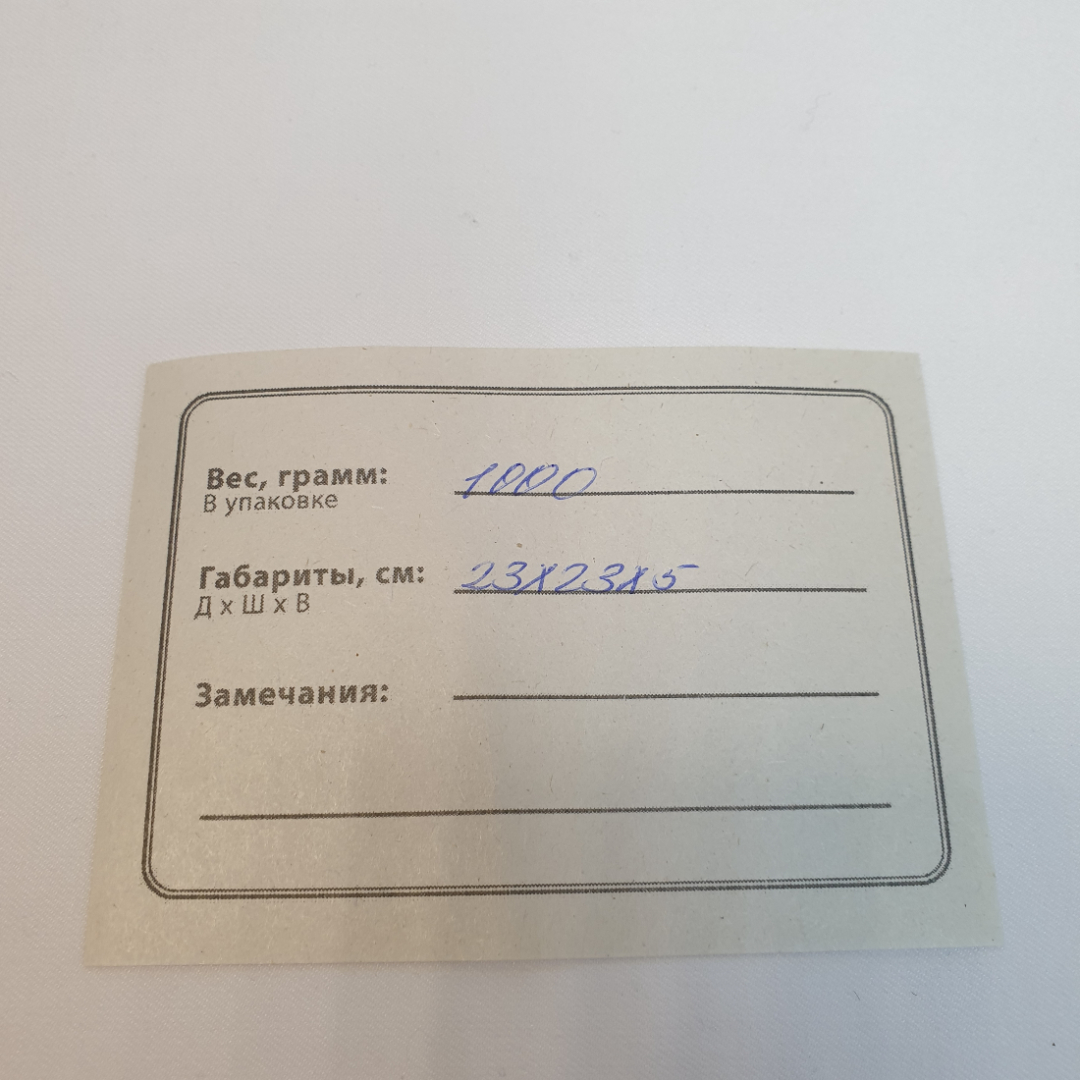 Вес, грамм: 1000
В упаковке
Габариты, см: 23х23х5
Д х Ш х В
Замечания: